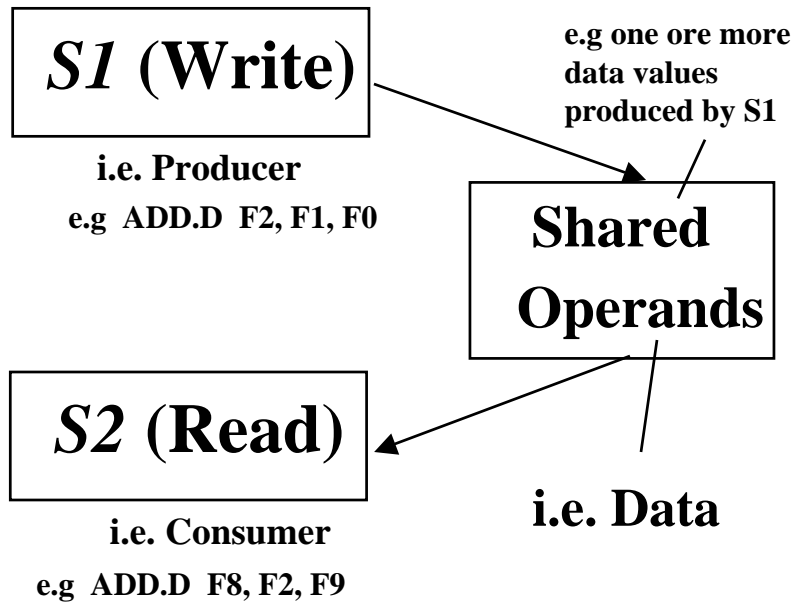 S1 (Write)
i.e. Producer
e.g ADD.D F2, F1, F0
e.g one ore more
data values
produced by S1
Shared
Operands
S2 (Read)
i.e. Consumer
e.g ADD.D F8, F2, F9
i.e. Data